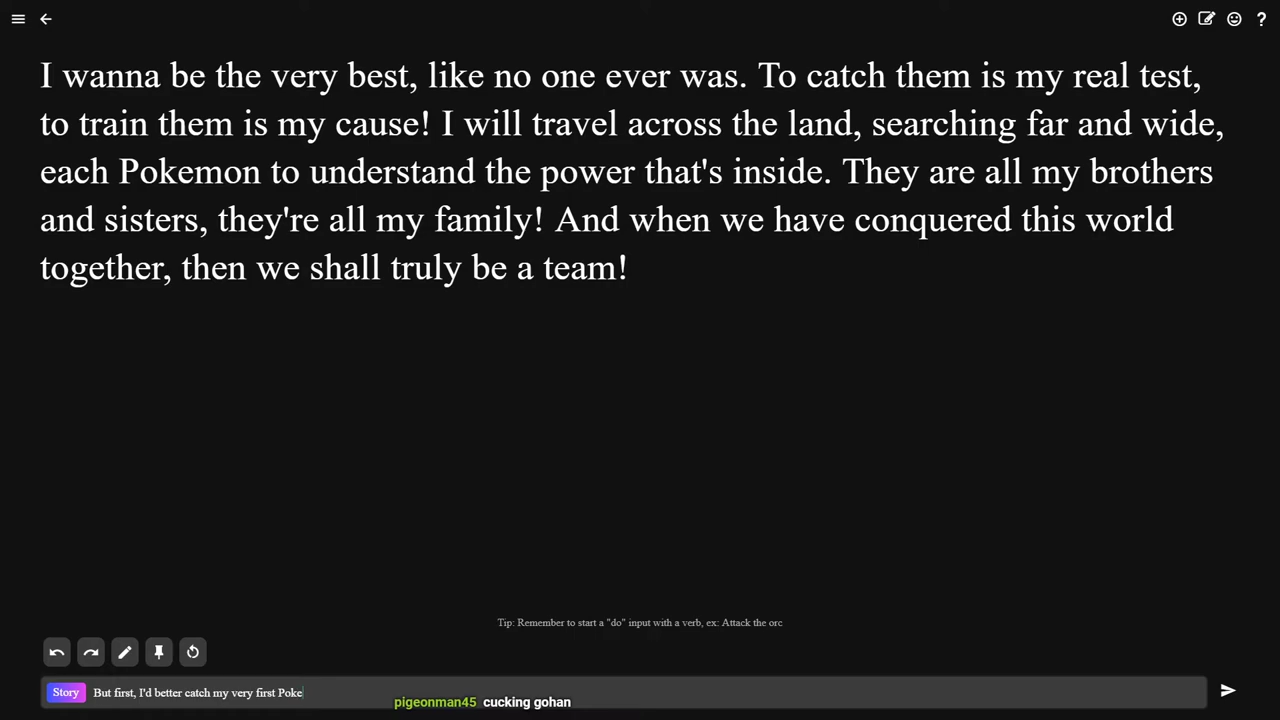 I wanna be the very best, like no one ever was. To catch them is my real test,
to train them is my cause! I will travel across the land, searching far and wide,
each Pokemon to understand the power that's inside. They are all my brothers
and sisters, they're all my family! And when we have conquered this world
together, then we shall truly be a team!
Tip: Remember to start a "do" input with a verb, ex: Attack the orc
Story But first, I'd better catch my very first Poke
pigeonman45 cucking gohan